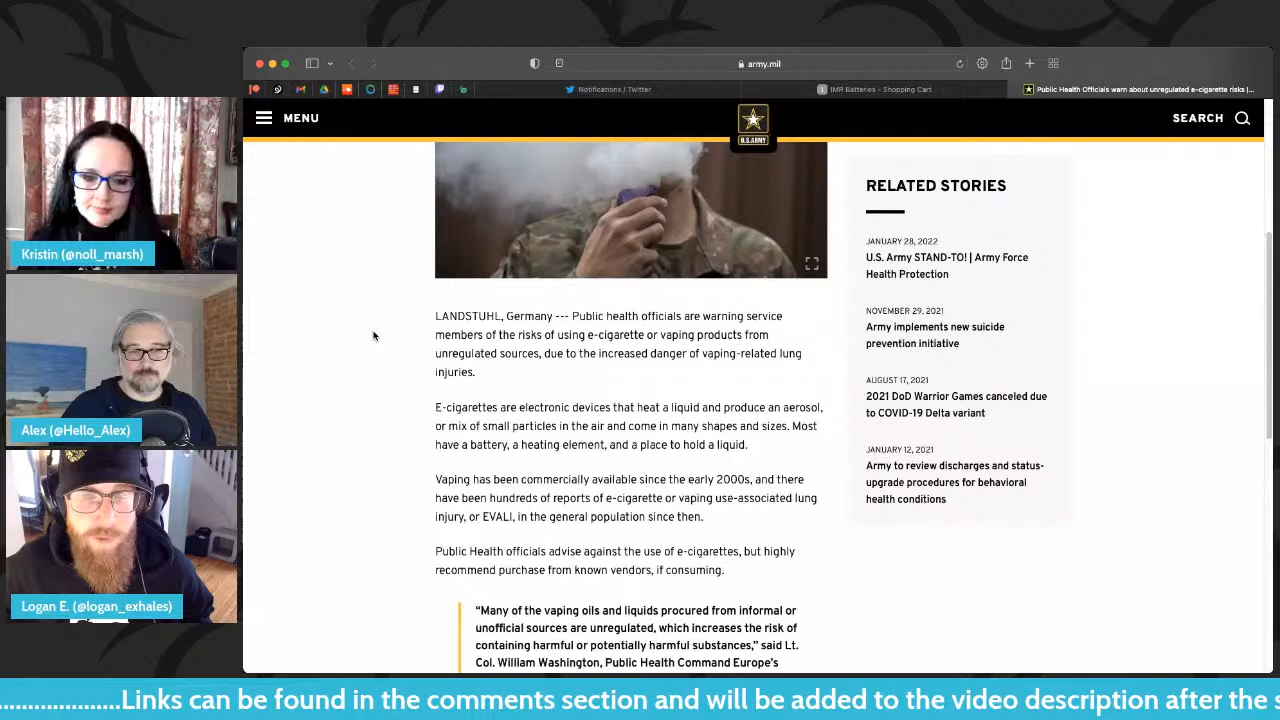 army.mil
Notifications / Twitter
IMR Batteries - Shopping Cart
Public Health Officials warn about unregulated e-cigarette risks |...
MENU
U.S.ARMY
SEARCH
Kristin (@noll_marsh)
Alex (@Hello_Alex)
Logan E. (@logan_exhales)
LANDSTUHL, Germany --- Public health officials are warning service
members of the risks of using e-cigarette or vaping products from
unregulated sources, due to the increased danger of vaping-related lung
injuries.
E-cigarettes are electronic devices that heat a liquid and produce an aerosol,
or mix of small particles in the air and come in many shapes and sizes. Most
have a battery, a heating element, and a place to hold a liquid.
Vaping has been commercially available since the early 2000s, and there
have been hundreds of reports of e-cigarette or vaping use-associated lung
injury, or EVALI, in the general population since then.
Public Health officials advise against the use of e-cigarettes, but highly
recommend purchase from known vendors, if consuming.
“Many of the vaping oils and liquids procured from informal or
unofficial sources are unregulated, which increases the risk of
containing harmful or potentially harmful substances,” said Lt.
Col. William Washington, Public Health Command Europe’s
RELATED STORIES
JANUARY 28, 2022
U.S. Army STAND-TO! | Army Force
Health Protection
NOVEMBER 29, 2021
Army implements new suicide
prevention initiative
AUGUST 17, 2021
2021 DoD Warrior Games canceled due
to COVID-19 Delta variant
JANUARY 12, 2021
Army to review discharges and status-
upgrade procedures for behavioral
health conditions
...................Links can be found in the comments section and will be added to the video description after the s